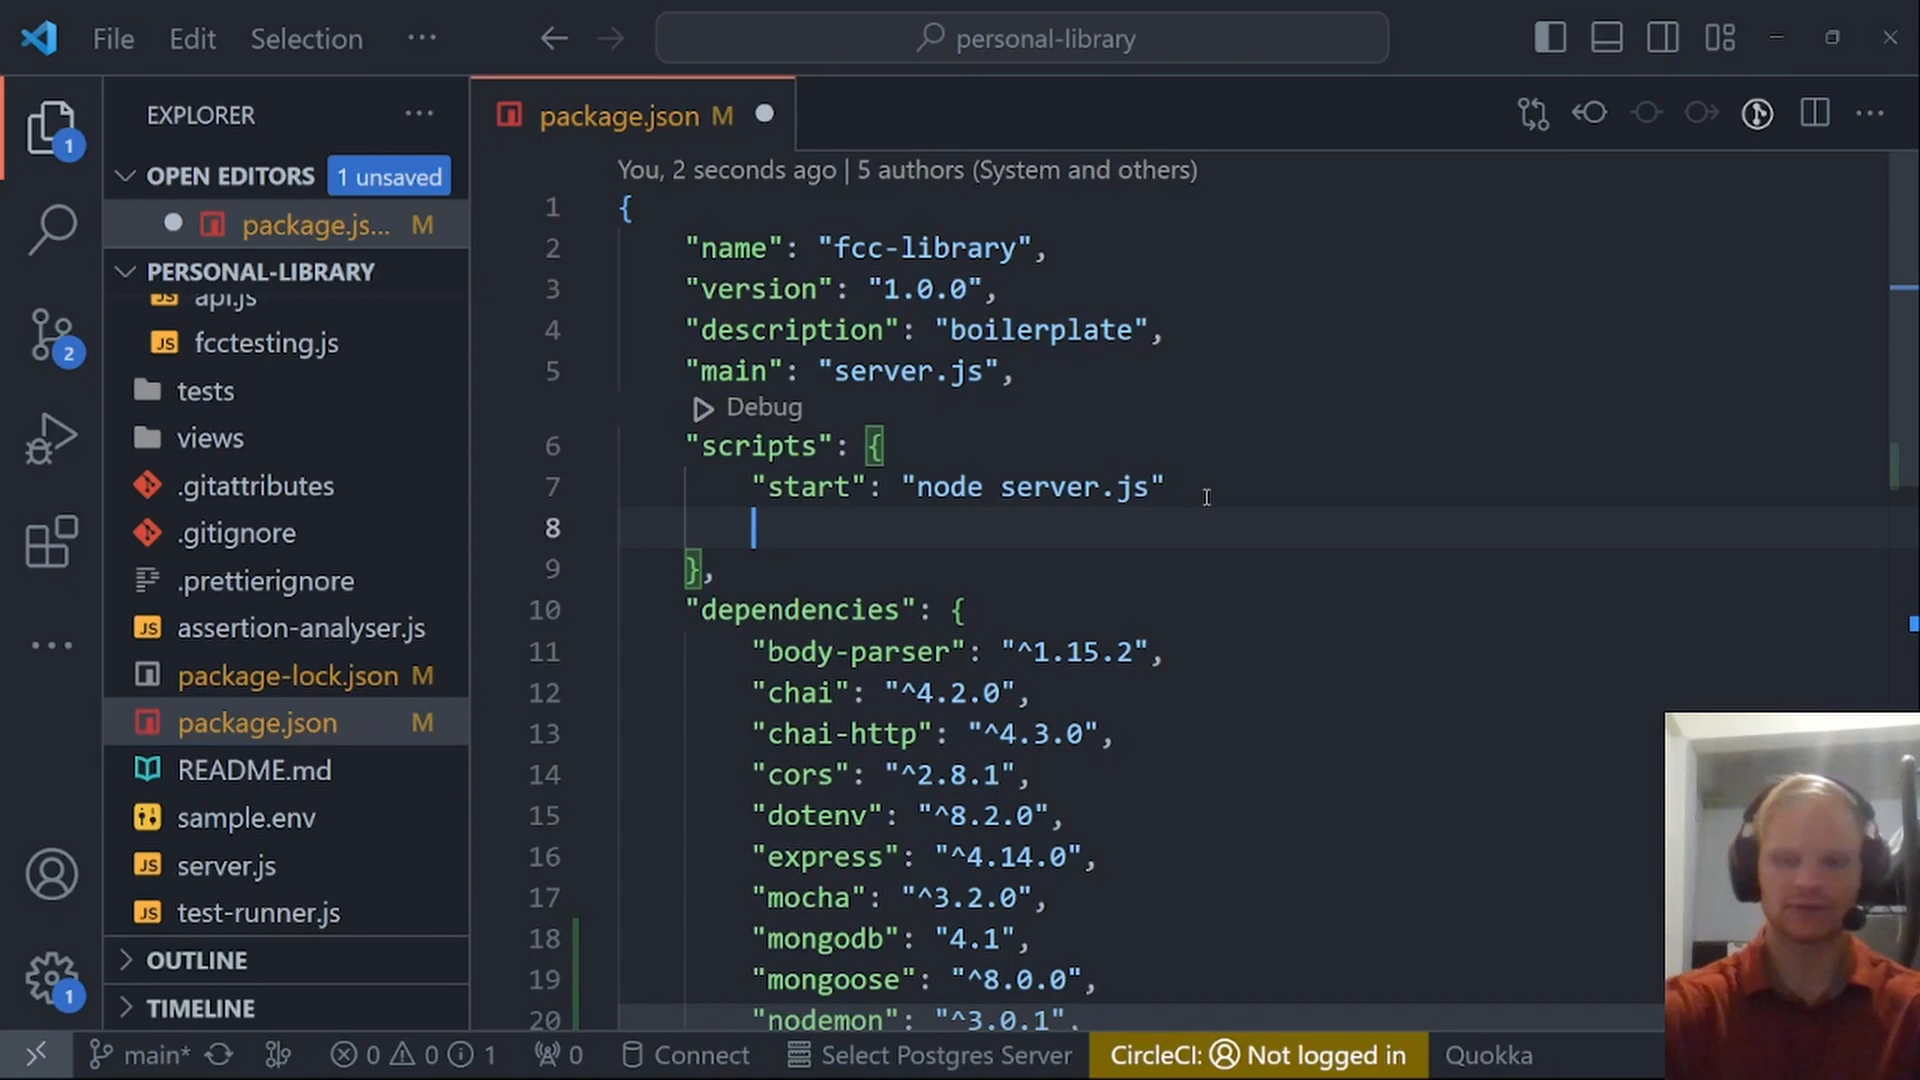 File Edit Selection ··· personal-library
EXPLORER ···
OPEN EDITORS 1 unsaved
package.js... M
PERSONAL-LIBRARY
api.js
fcctesting.js
tests
views
.gitattributes
.gitignore
.prettierignore
assertion-analyser.js
package-lock.json M
package.json M
README.md
sample.env
server.js
test-runner.js
OUTLINE
TIMELINE
1
2
1
package.json M
You, 2 seconds ago | 5 authors (System and others)
1 {
2 "name": "fcc-library",
3 "version": "1.0.0",
4 "description": "boilerplate",
5 "main": "server.js",
Debug
6 "scripts": {
7 "start": "node server.js"
8
9 },
10 "dependencies": {
11 "body-parser": "^1.15.2",
12 "chai": "^4.2.0",
13 "chai-http": "^4.3.0",
14 "cors": "^2.8.1",
15 "dotenv": "^8.2.0",
16 "express": "^4.14.0",
17 "mocha": "^3.2.0",
18 "mongodb": "4.1",
19 "mongoose": "^8.0.0",
20 "nodemon": "^3.0.1",
main* 0 0 1 0 Connect Select Postgres Server CircleCI: Not logged in Quokka